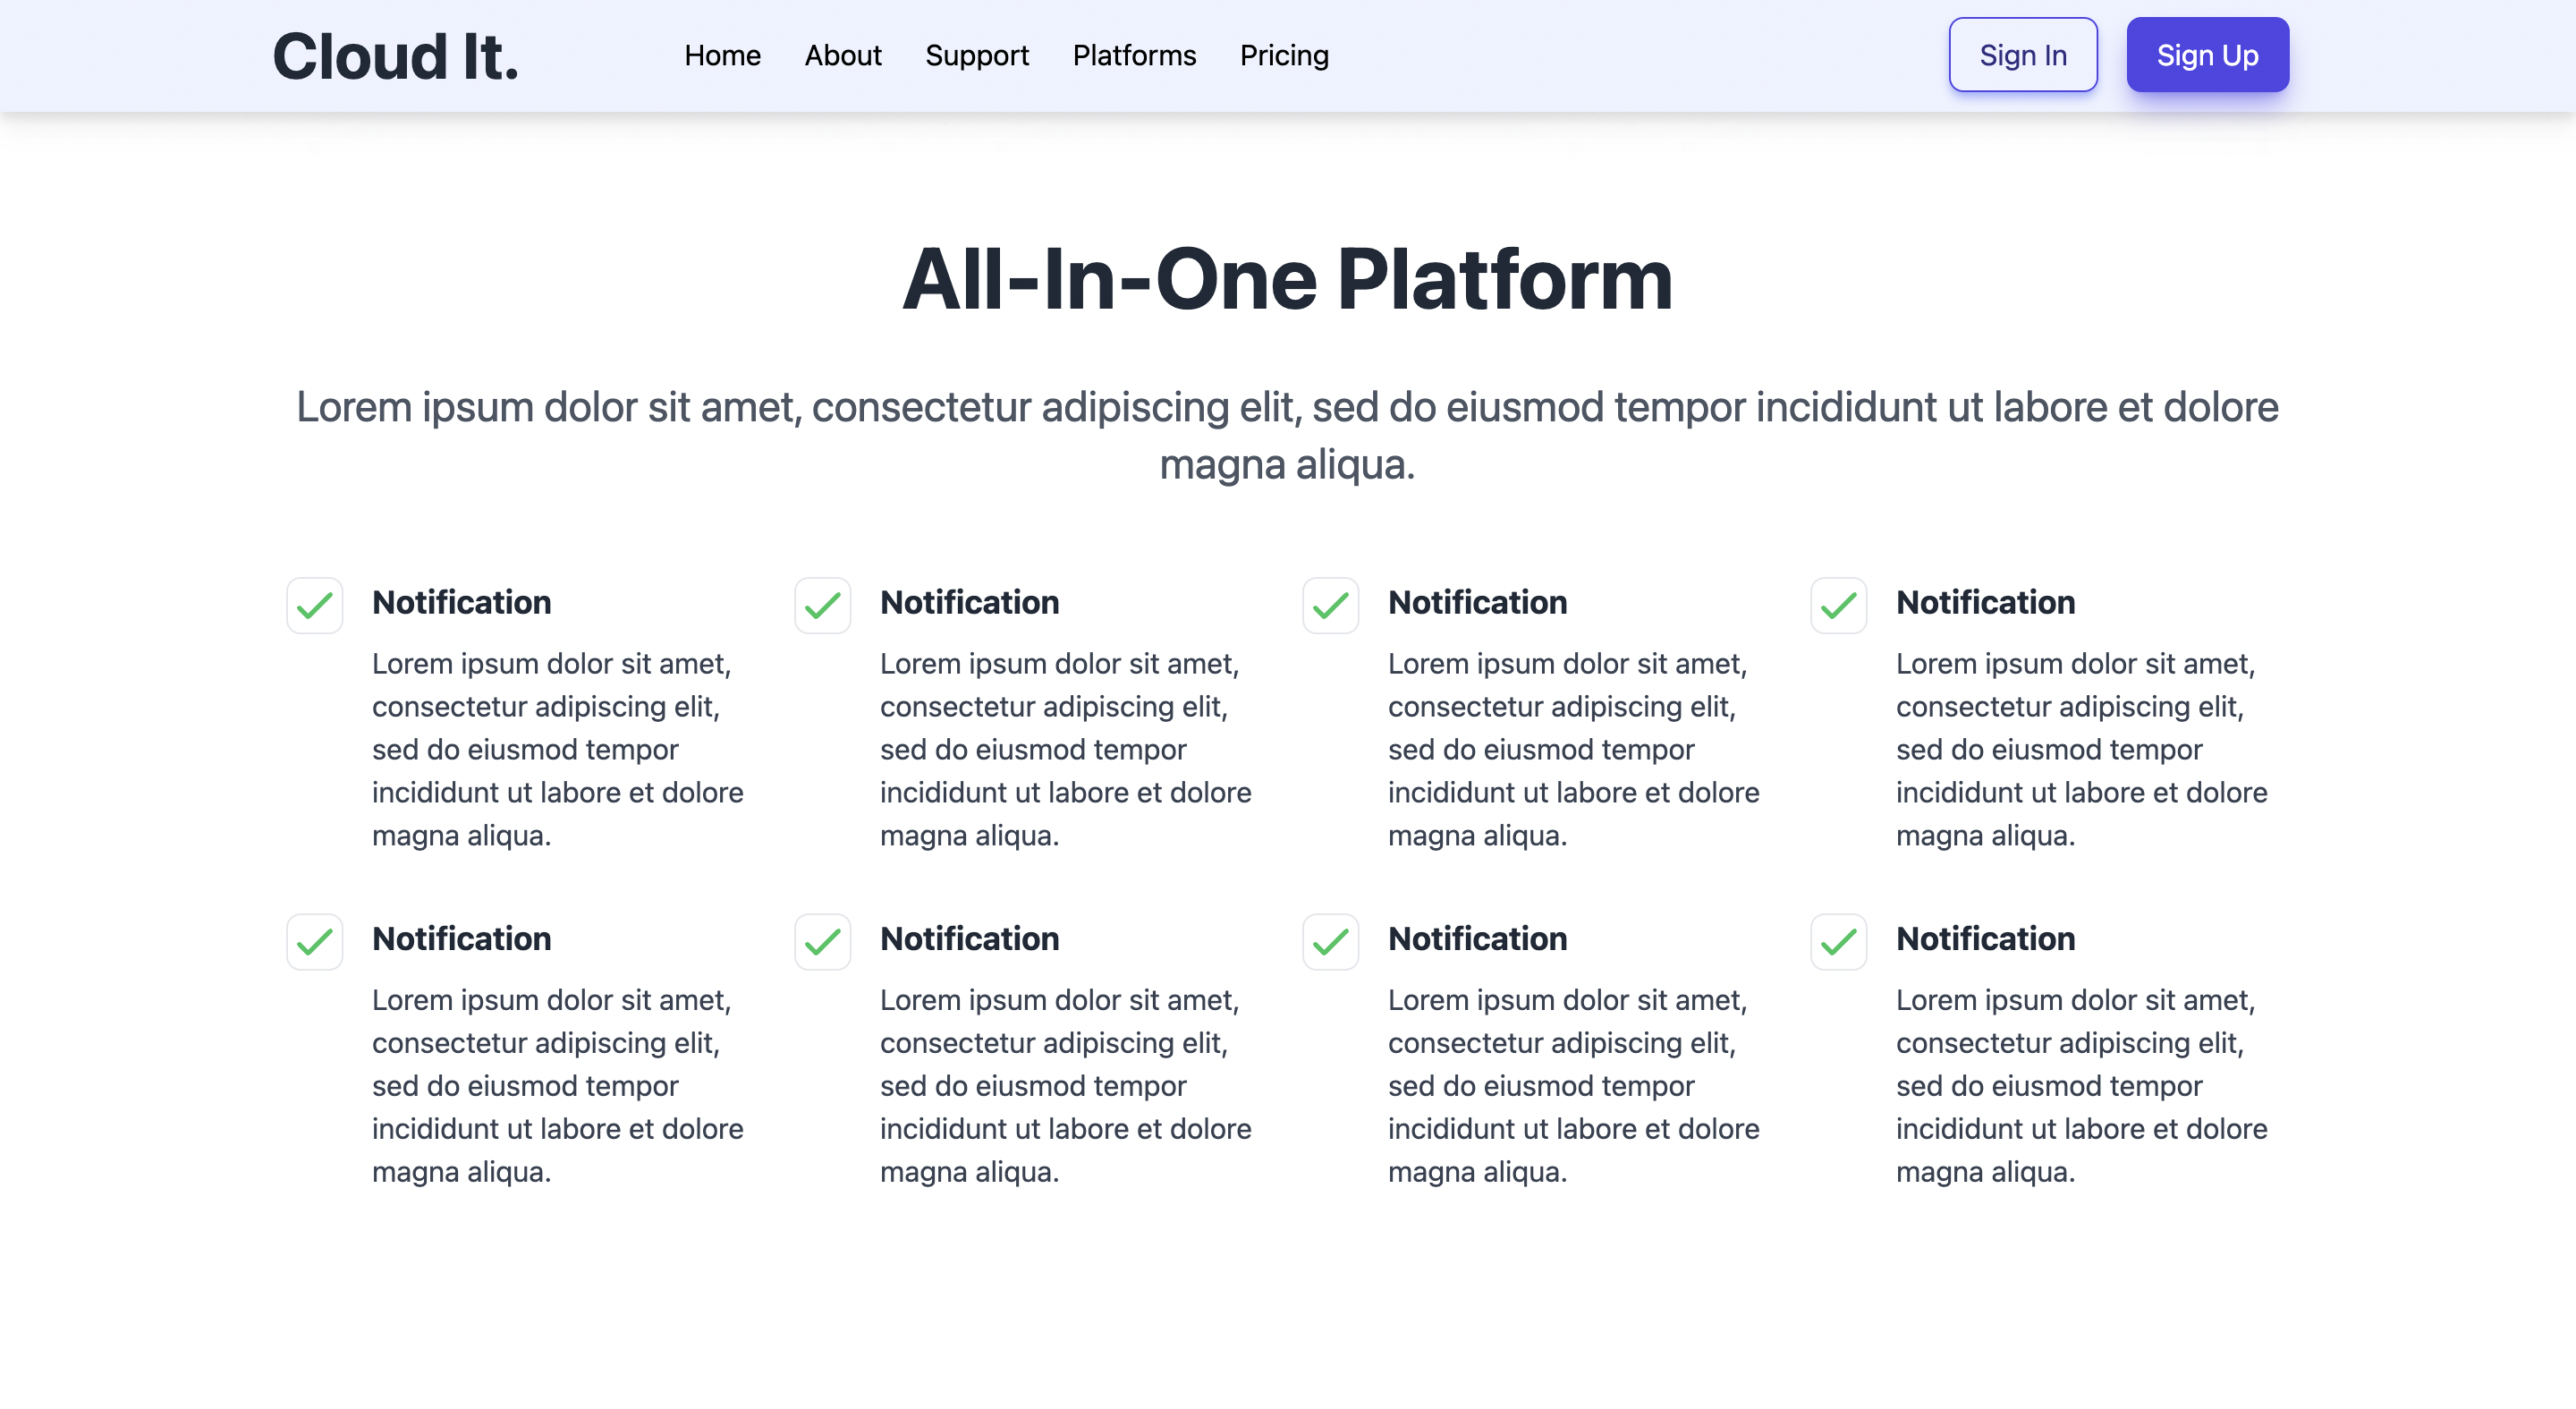 Cloud It.
Home About Support Platforms Pricing
Sign In Sign Up
All-In-One Platform
Lorem ipsum dolor sit amet, consectetur adipiscing elit, sed do eiusmod tempor incididunt ut labore et dolore
magna aliqua.
Notification
Lorem ipsum dolor sit amet,
consectetur adipiscing elit,
sed do eiusmod tempor
incididunt ut labore et dolore
magna aliqua.
Notification
Lorem ipsum dolor sit amet,
consectetur adipiscing elit,
sed do eiusmod tempor
incididunt ut labore et dolore
magna aliqua.
Notification
Lorem ipsum dolor sit amet,
consectetur adipiscing elit,
sed do eiusmod tempor
incididunt ut labore et dolore
magna aliqua.
Notification
Lorem ipsum dolor sit amet,
consectetur adipiscing elit,
sed do eiusmod tempor
incididunt ut labore et dolore
magna aliqua.
Notification
Lorem ipsum dolor sit amet,
consectetur adipiscing elit,
sed do eiusmod tempor
incididunt ut labore et dolore
magna aliqua.
Notification
Lorem ipsum dolor sit amet,
consectetur adipiscing elit,
sed do eiusmod tempor
incididunt ut labore et dolore
magna aliqua.
Notification
Lorem ipsum dolor sit amet,
consectetur adipiscing elit,
sed do eiusmod tempor
incididunt ut labore et dolore
magna aliqua.
Notification
Lorem ipsum dolor sit amet,
consectetur adipiscing elit,
sed do eiusmod tempor
incididunt ut labore et dolore
magna aliqua.